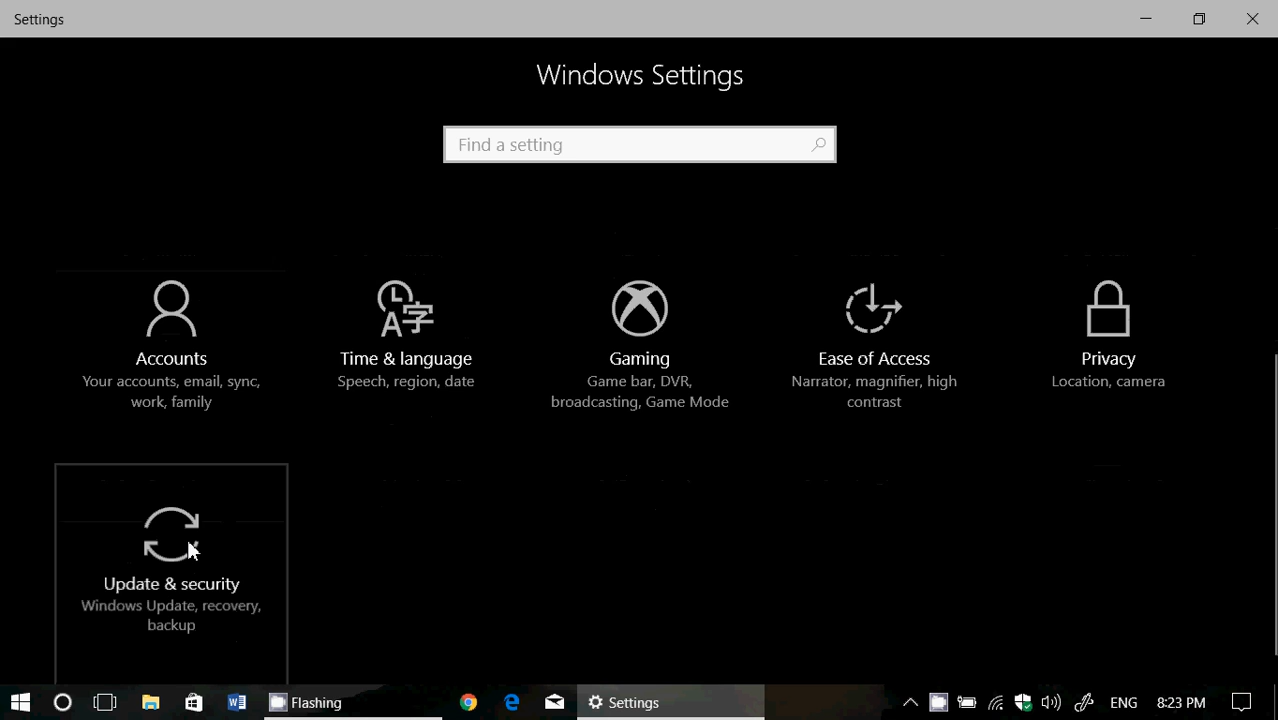 Settings
Windows Settings
Find a setting
Accounts
Your accounts, email, sync,
work, family
Time & language
Speech, region, date
Gaming
Game bar, DVR,
broadcasting, Game Mode
Ease of Access
Narrator, magnifier, high
contrast
Privacy
Location, camera
Update & security
Windows Update, recovery,
backup
Flashing
Settings
ENG
8:23 PM